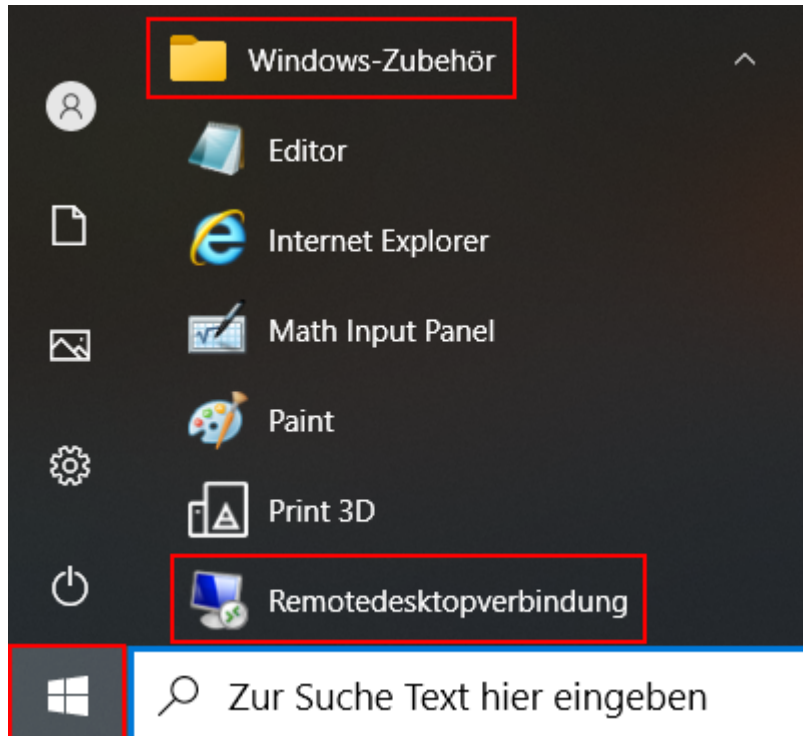 Windows-Zubehör
Editor
Internet Explorer
Math Input Panel
Paint
Print 3D
Remotedesktopverbindung
Zur Suche Text hier eingeben